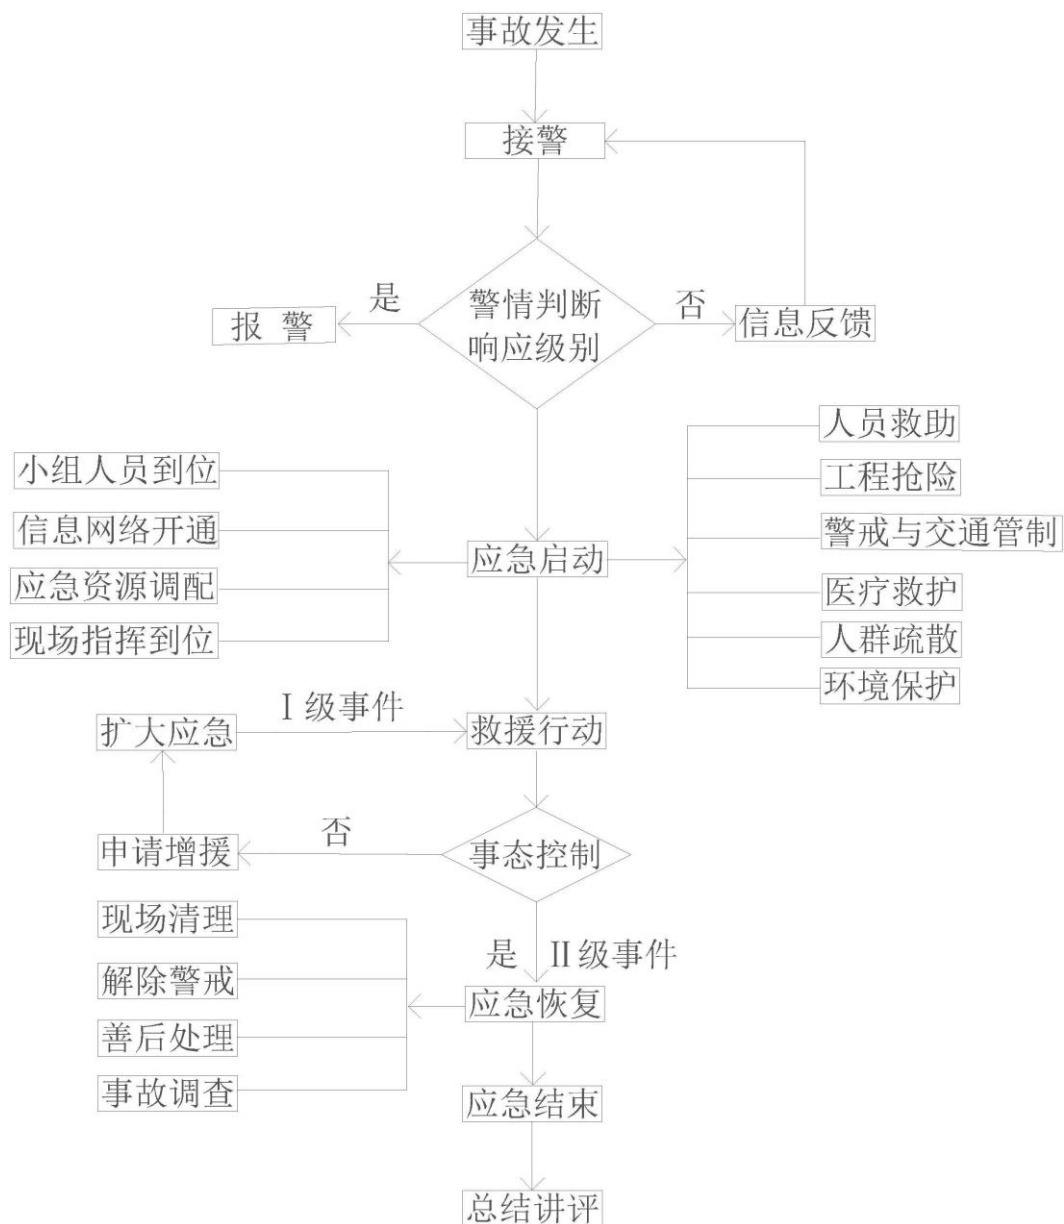 事故发生
接警
警情判断
响应级别
是
报 警
否
信息反馈
小组人员到位
信息网络开通
应急资源调配
现场指挥到位
应急启动
人员救助
工程抢险
警戒与交通管制
医疗救护
人群疏散
环境保护
扩大应急
Ⅰ级事件
救援行动
申请增援
否
事态控制
是
Ⅱ级事件
现场清理
解除警戒
善后处理
事故调查
应急恢复
应急结束
总结讲评